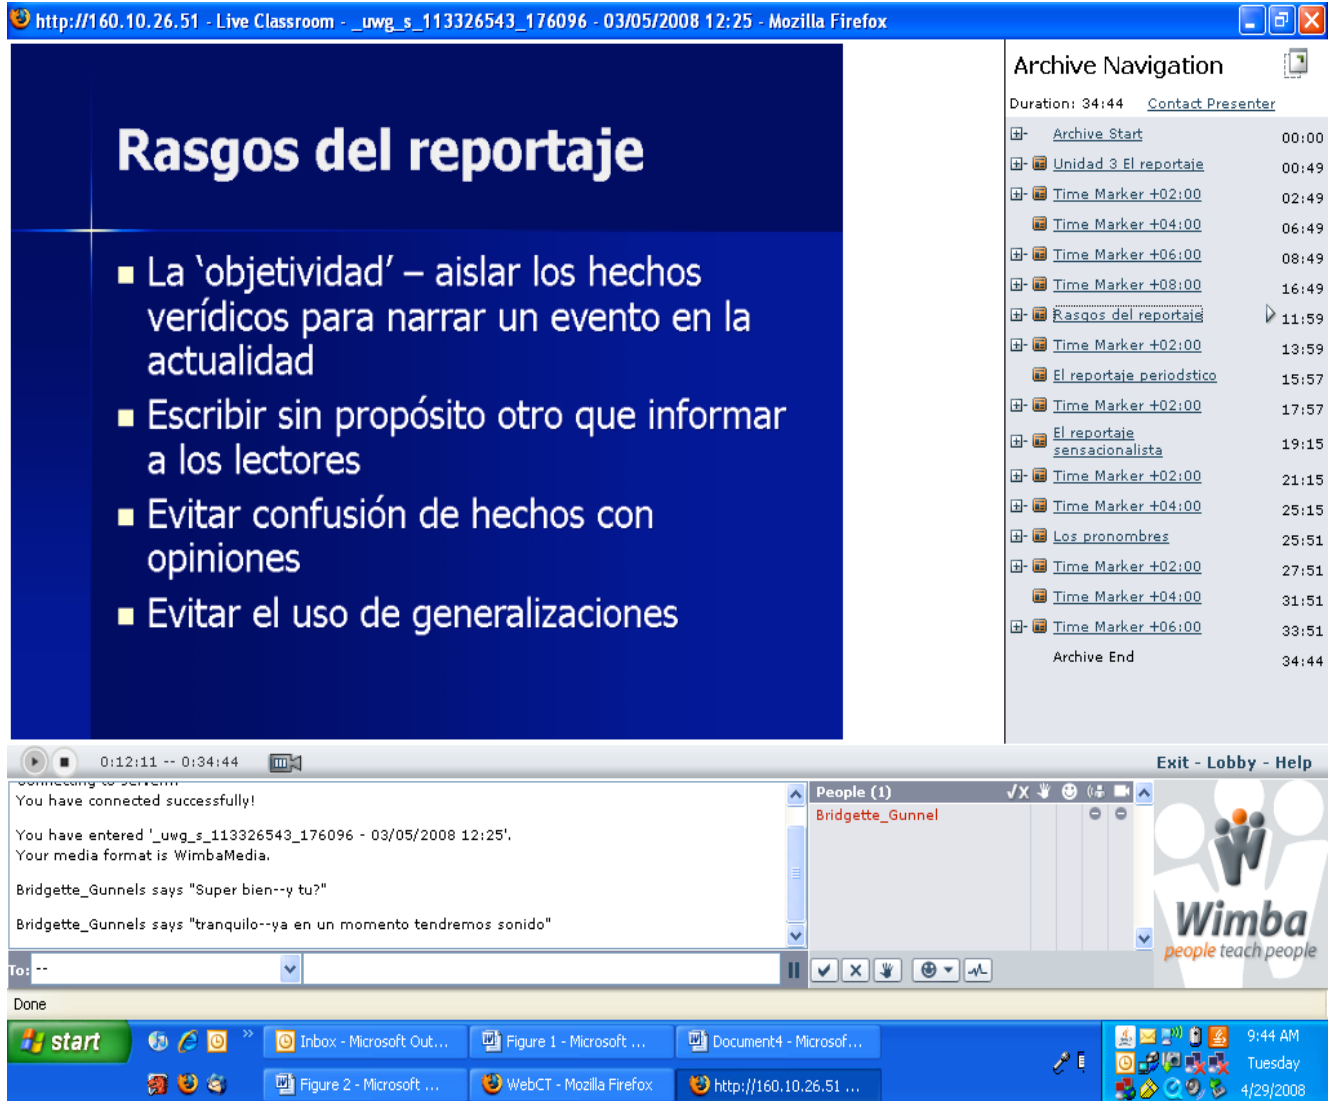 http://160.10.26.51 - Live Classroom - _uwg_s_113326543_176096 - 03/05/2008 12:25 - Mozilla Firefox
Rasgos del reportaje
La ‘objetividad’ – aislar los hechos
verídicos para narrar un evento en la
actualidad
Escribir sin propósito otro que informar
a los lectores
Evitar confusión de hechos con
opiniones
Evitar el uso de generalizaciones
Archive Navigation
Duration: 34:44 Contact Presenter
Archive Start 00:00
Unidad 3 El reportaje 00:49
Time Marker +02:00 02:49
Time Marker +04:00 06:49
Time Marker +06:00 08:49
Time Marker +08:00 16:49
Rasgos del reportaje 11:59
Time Marker +02:00 13:59
El reportaje periodstico 15:57
Time Marker +02:00 17:57
El reportaje
sensacionalista 19:15
Time Marker +02:00 21:15
Time Marker +04:00 25:15
Los pronombres 25:51
Time Marker +02:00 27:51
Time Marker +04:00 31:51
Time Marker +06:00 33:51
Archive End 34:44
0:12:11 -- 0:34:44
Exit - Lobby - Help
You have connected successfully!
You have entered '_uwg_s_113326543_176096 - 03/05/2008 12:25'.
Your media format is WimbaMedia.
Bridgette_Gunnels says "Super bien--y tu?"
Bridgette_Gunnels says "tranquilo--ya en un momento tendremos sonido"
To: --
People (1)
Bridgette_Gunnel
Wimba
people teach people
Done
start
Inbox - Microsoft Out...
Figure 1 - Microsoft ...
Document4 - Microsof...
9:44 AM
Figure 2 - Microsoft ...
WebCT - Mozilla Firefox
http://160.10.26.51 ...
Tuesday
4/29/2008